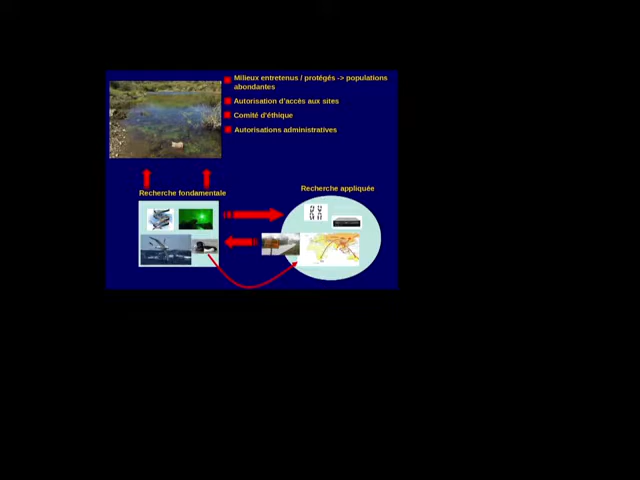 Milieux entretenus / protégés -> populations
abondantes
Autorisation d'accès aux sites
Comité d'éthique
Autorisations administratives
Recherche fondamentale
Recherche appliquée